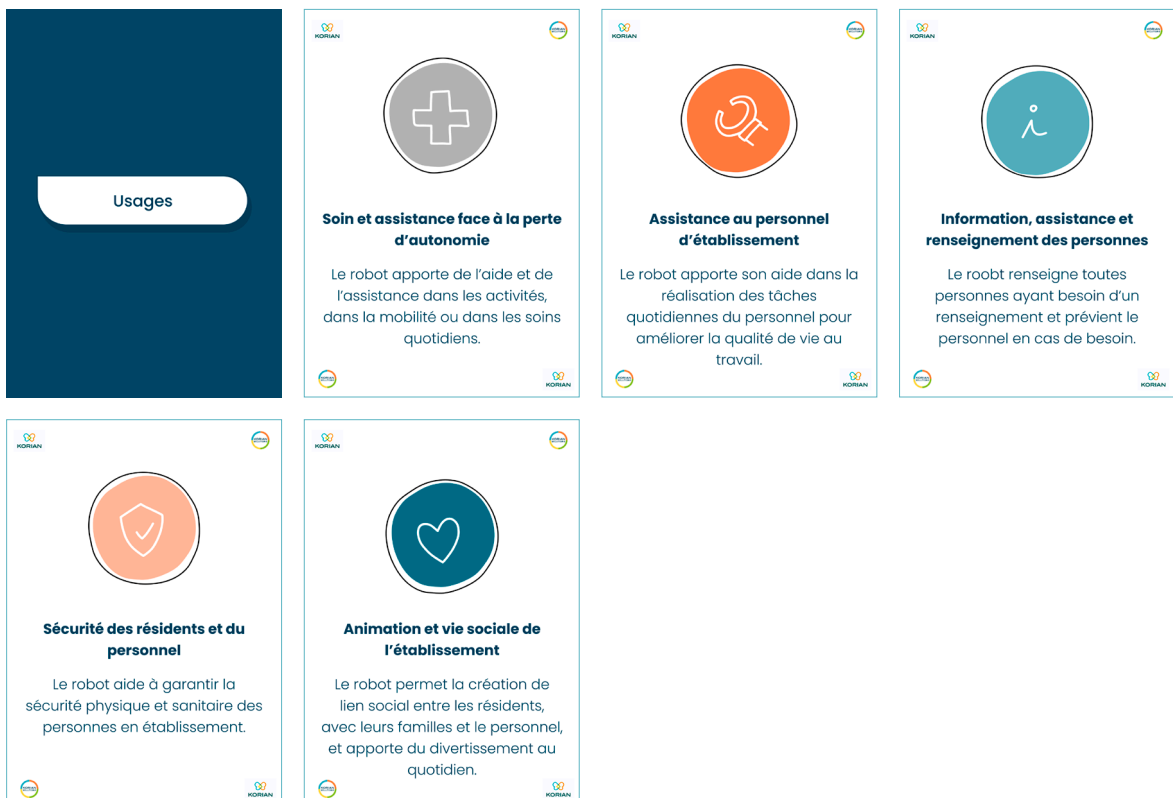 KORIAN
KORIAN
KORIAN
Usages
Soin et assistance face à la perte
d'autonomie
Le robot apporte de l'aide et de
l'assistance dans les activités,
dans la mobilité ou dans les soins
quotidiens.
KORIAN
Assistance au personnel
d'établissement
Le robot apporte son aide dans la
réalisation des tâches
quotidiennes du personnel pour
améliorer la qualité de vie au
travail.
KORIAN
Information, assistance et
renseignement des personnes
Le roobt renseigne toutes
personnes ayant besoin d'un
renseignement et prévient le
personnel en cas de besoin.
KORIAN
KORIAN
Sécurité des résidents et du
personnel
Le robot aide à garantir la
sécurité physique et sanitaire des
personnes en établissement.
KORIAN
KORIAN
Animation et vie sociale de
l'établissement
Le robot permet la création de
lien social entre les résidents,
avec leurs familles et le personnel,
et apporte du divertissement au
quotidien.
KORIAN